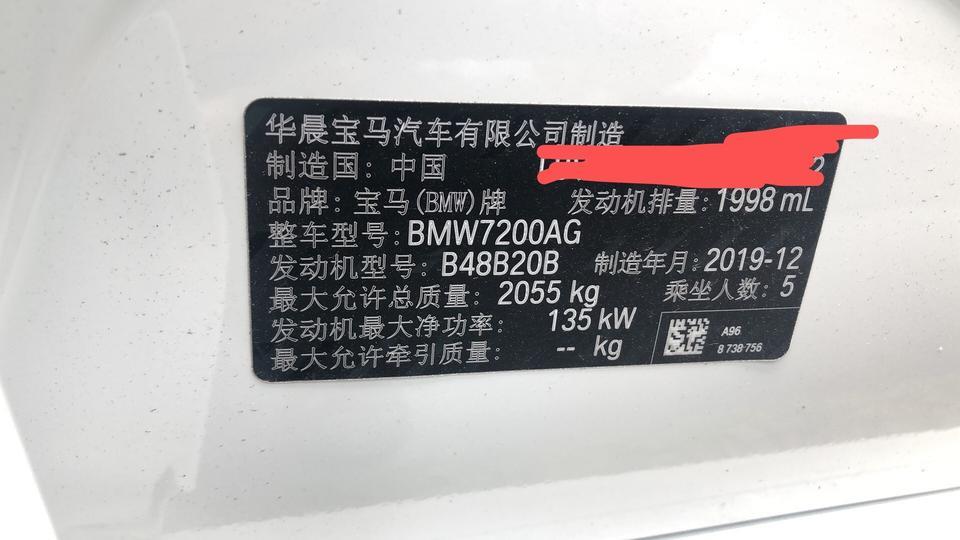 华晨宝马汽车有限公司制造
制造国：中国
品牌：宝马(BMW)牌 发动机排量：1998 mL
整车型号：BMW7200AG
发动机型号：B48B20B 制造年月：2019-12
最大允许总质量：2055 kg 乘坐人数：5
发动机最大净功率：135 kW
最大允许牵引质量：-- kg
A96
8 738 756